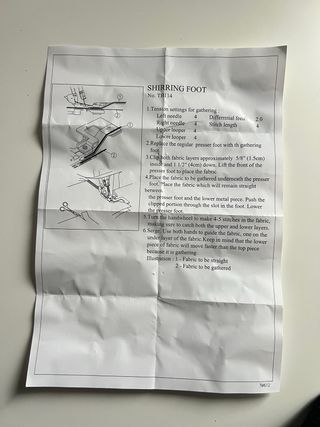 SHIRRING FOOT
No. TH114
1.Tension settings for gathering :
Left needle 4 Differential feed 2.0
Right needle 4 Stitch length 4
Upper looper 4
Lower looper 4
2.Replace the regular presser foot with th gathering
foot.
3.Clip both fabric layers approximately 5/8" (1.5cm)
inside and 1 1/2" (4cm) down. Lift the front of the
presser foot to place the fabric
4.Place the fabric to be gathered underneath the presser
foot. Place the fabric which will remain straight
between
the presser foot and the lower metal piece. Push the
clipped portion through the slot in the foot. Lower
the presser foot.
5.Turn the handwheel to make 4-5 stitches in the fabric,
making sure to catch both the upper and lower layers.
6.Serge. Use both hands to guide the fabric, one on the
under layer of the fabric Keep in mind that the lower
piece of fabric will move faster than the top piece
because it is gathering.
Illustration : 1 - Fabric to be straight
2 - Fabric to be gathered